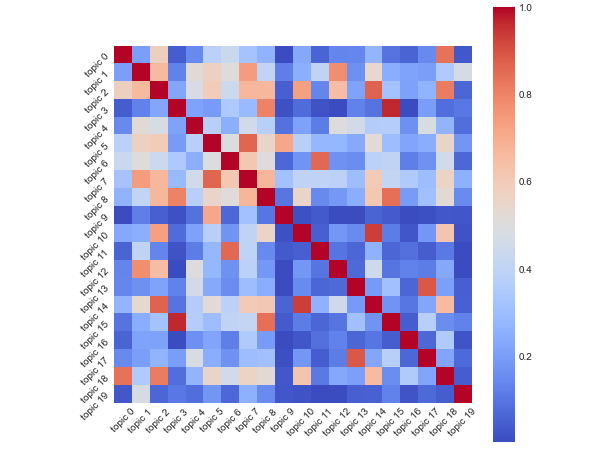 1.0
0.8
0.6
0.4
0.2
topic 0
topic 1
topic 2
topic 3
topic 4
topic 5
topic 6
topic 7
topic 8
topic 9
topic 10
topic 11
topic 12
topic 13
topic 14
topic 15
topic 16
topic 17
topic 18
topic 19
topic 0
topic 1
topic 2
topic 3
topic 4
topic 5
topic 6
topic 7
topic 8
topic 9
topic 10
topic 11
topic 12
topic 13
topic 14
topic 15
topic 16
topic 17
topic 18
topic 19